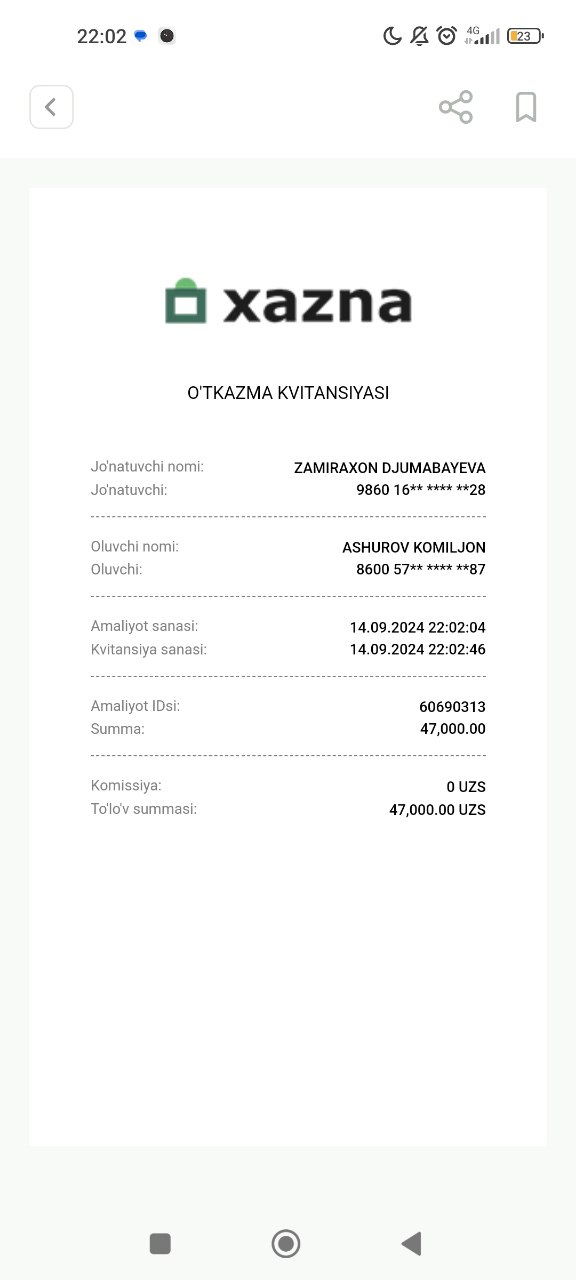 22:02 4G 23
xazna
O'TKAZMA KVITANSIYASI
Jo'natuvchi nomi: ZAMIRAXON DJUMABAYEVA
Jo'natuvchi: 9860 16** **** **28
Oluvchi nomi: ASHUROV KOMILJON
Oluvchi: 8600 57** **** **87
Amaliyot sanasi: 14.09.2024 22:02:04
Kvitansiya sanasi: 14.09.2024 22:02:46
Amaliyot IDsi: 60690313
Summa: 47,000.00
Komissiya: 0 UZS
To'lo'v summasi: 47,000.00 UZS